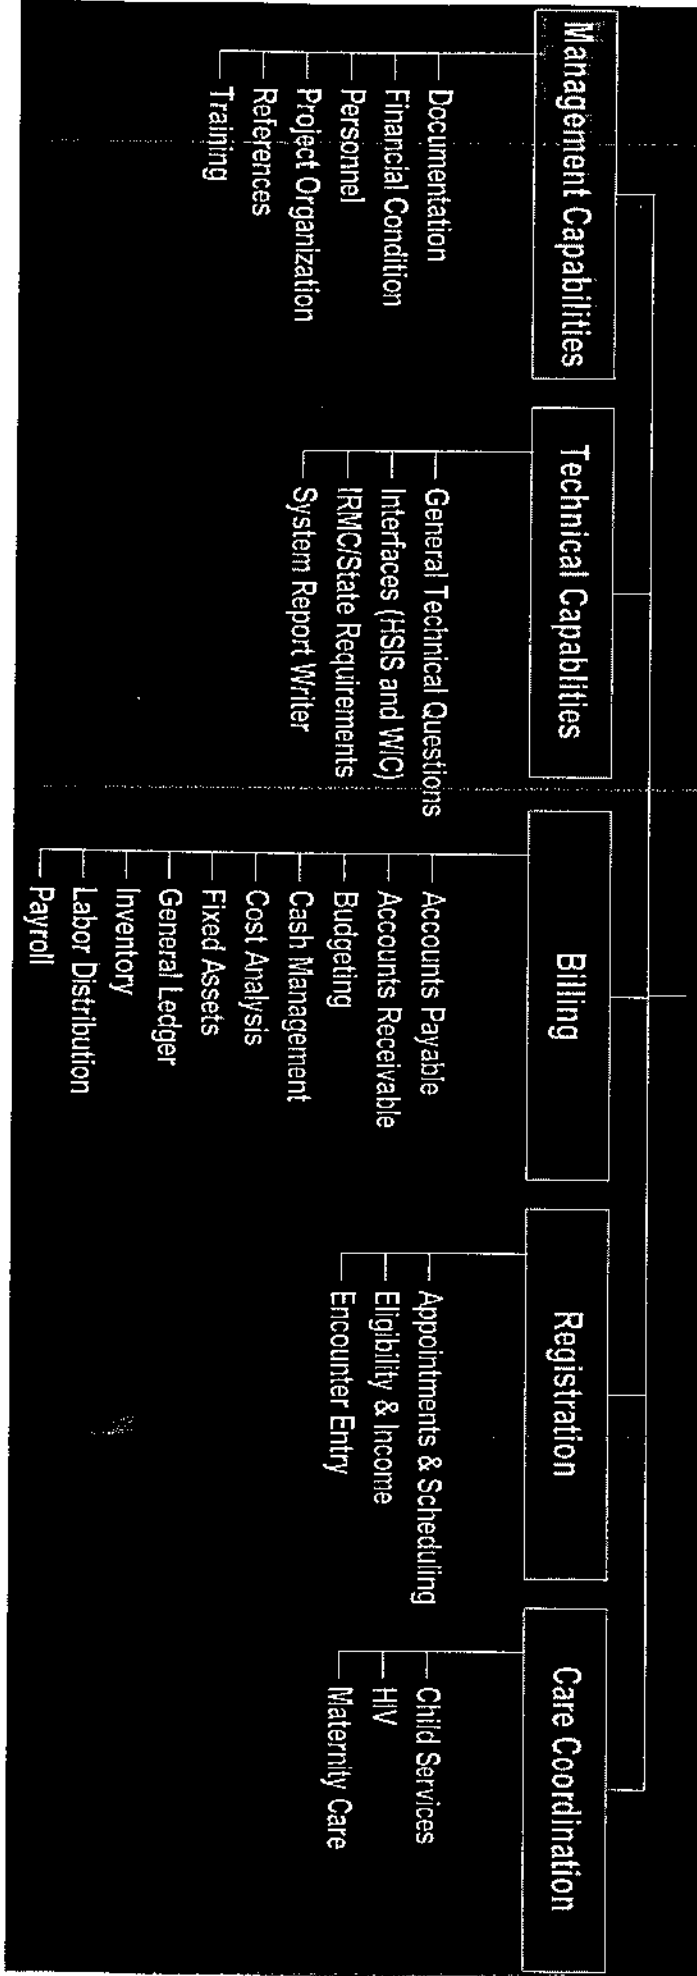 Management Capabilities
Documentation
Financial Condition
Personnel
Project Organization
References
Training
Technical Capablities
General Technical Questions
Interfaces (HSIS and WIC)
IRMC/State Requirements
System Report Writer
Billing
Accounts Payable
Accounts Receivable
Budgeting
Cash Management
Cost Analysis
Fixed Assets
General Ledger
Inventory
Labor Distribution
Payroll
Registration
Appointments & Scheduling
Eligibility & Income
Encounter Entry
Care Coordination
Child Services
HIV
Maternity Care